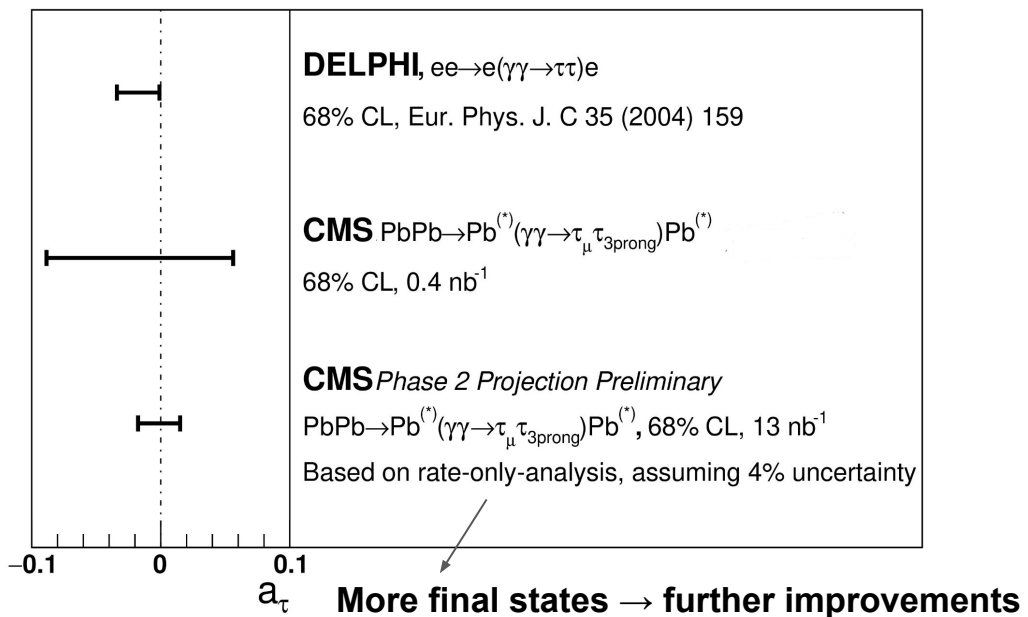 DELPHI, ee→e(γγ→ττ)e
68% CL, Eur. Phys. J. C 35 (2004) 159
CMS PbPb→Pb(*)(γγ→τμτ3prong)Pb(*)
68% CL, 0.4 nb-1
CMS Phase 2 Projection Preliminary
PbPb→Pb(*)(γγ→τμτ3prong)Pb(*), 68% CL, 13 nb-1
Based on rate-only-analysis, assuming 4% uncertainty
−0.1 0 0.1
aτ
More final states → further improvements